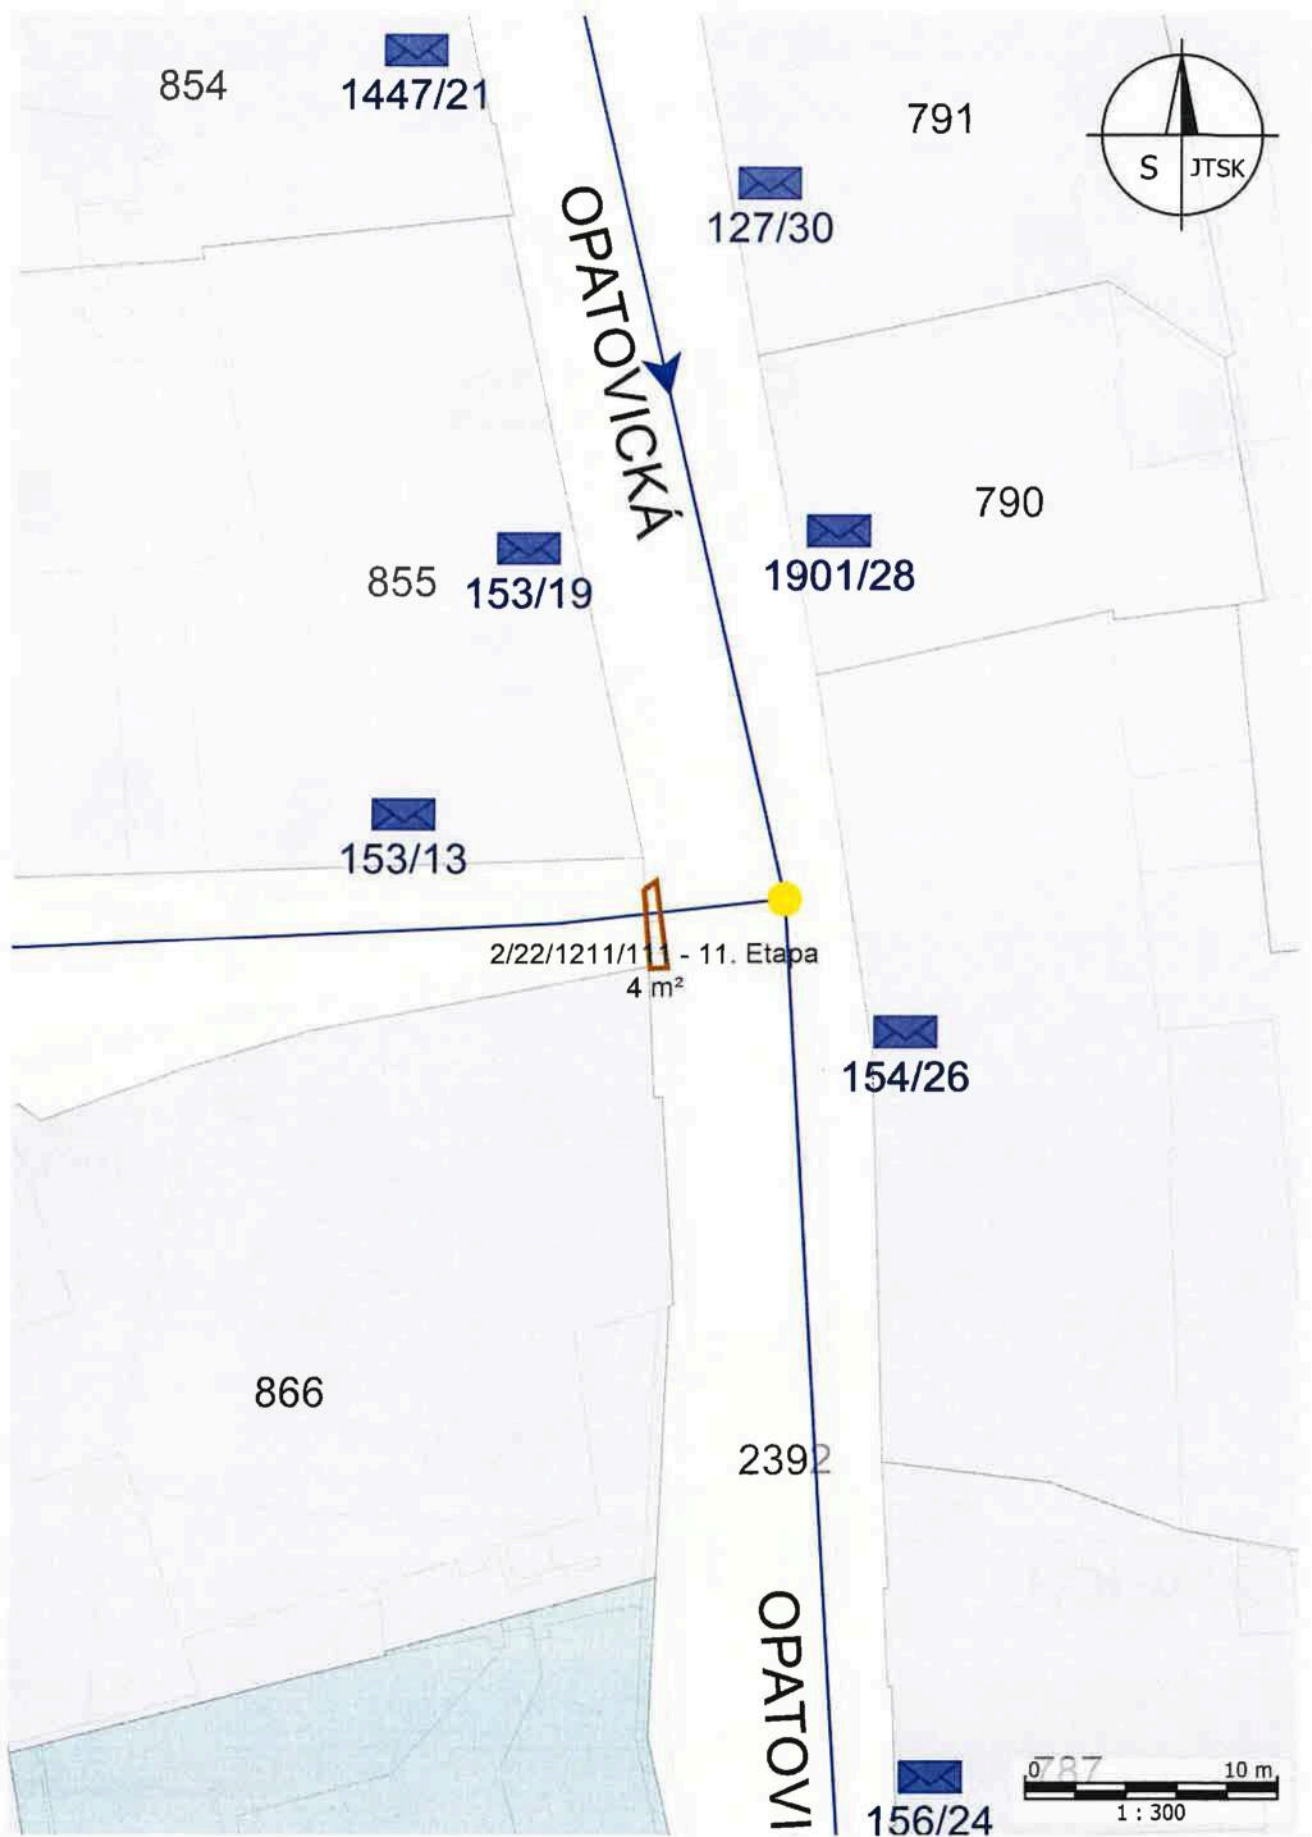 854
1447/21
791
S JTSK
127/30
OPATOVICKÁ
790
1901/28
855
153/19
153/13
2/22/1211/111 - 11. Etapa
4 m²
154/26
866
2392
OPATOVI
787
0 10 m
1 : 300
156/24